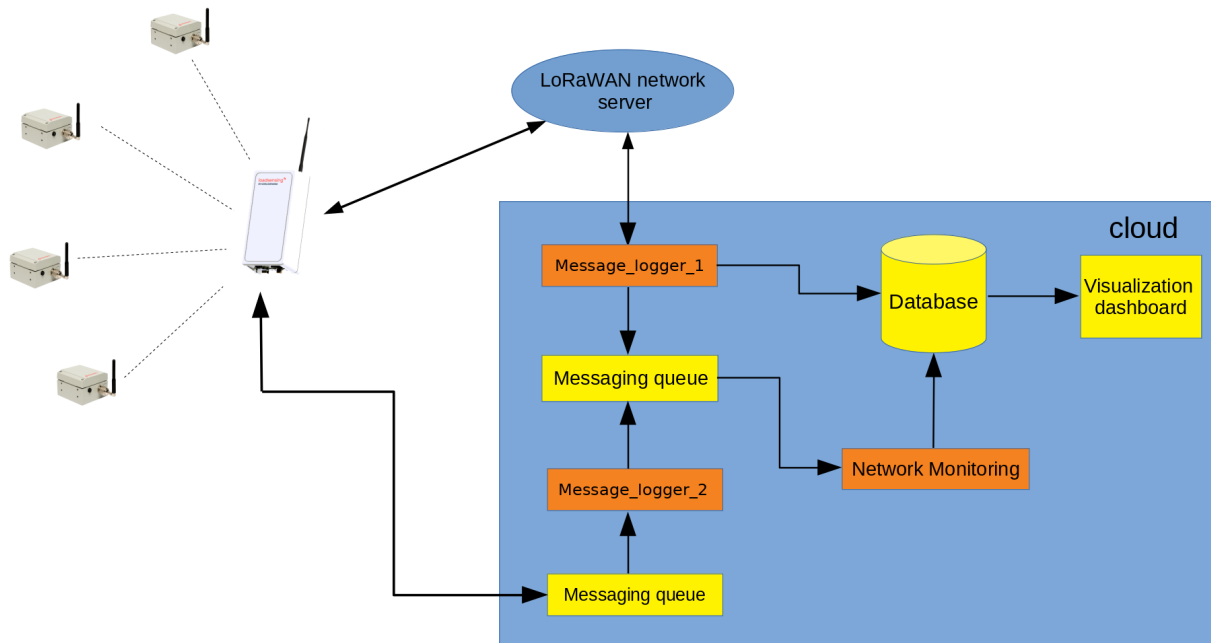 LoRaWAN network
server
cloud
Message_logger_1
Database
Visualization
dashboard
Messaging queue
Network Monitoring
Message_logger_2
Messaging queue